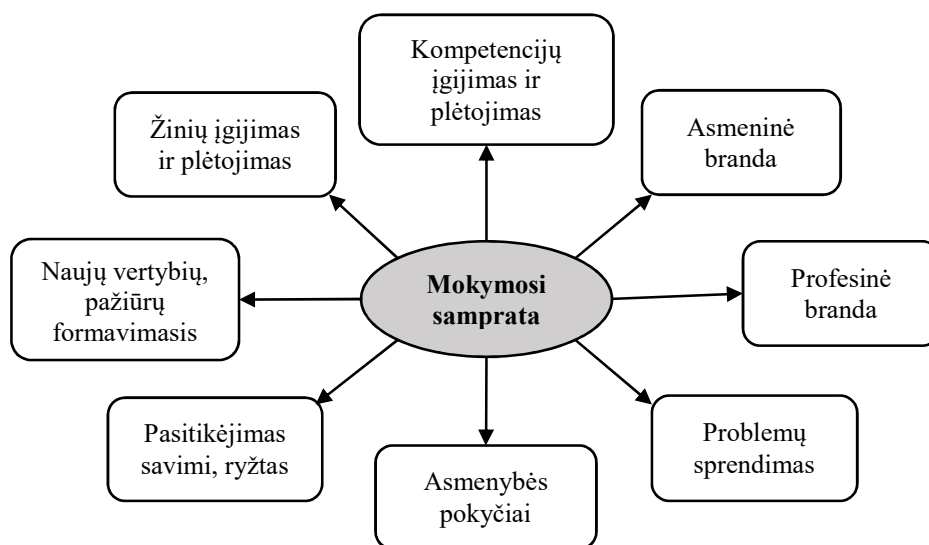 Kompetencijų
įgijimas ir
plėtojimas
Žinių įgijimas
ir plėtojimas
Asmeninė
branda
Naujų vertybių,
pažiūrų
formavimasis
Mokymosi
samprata
Profesinė
branda
Pasitikėjimas
savimi, ryžtas
Asmenybės
pokyčiai
Problemų
sprendimas